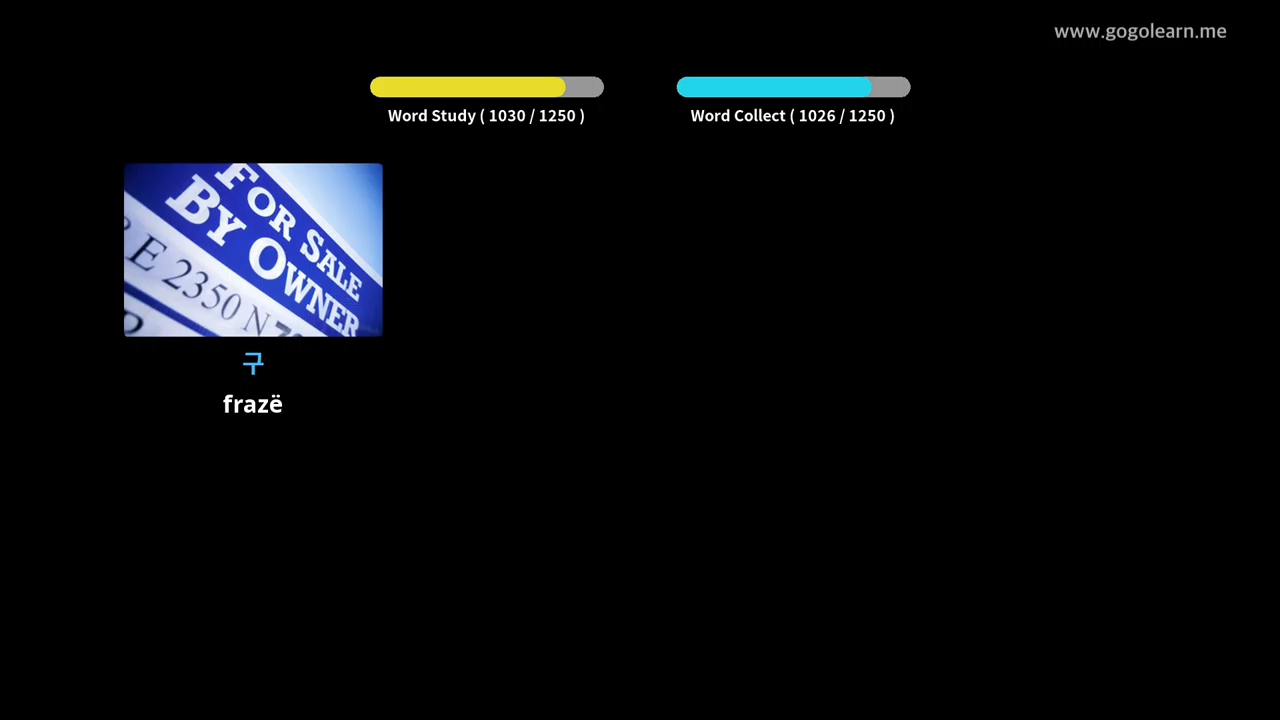 www.gogolearn.me
Word Study ( 1030 / 1250 )
Word Collect ( 1026 / 1250 )
FOR SALE
BY OWNER
E 2350 N
구
frazë